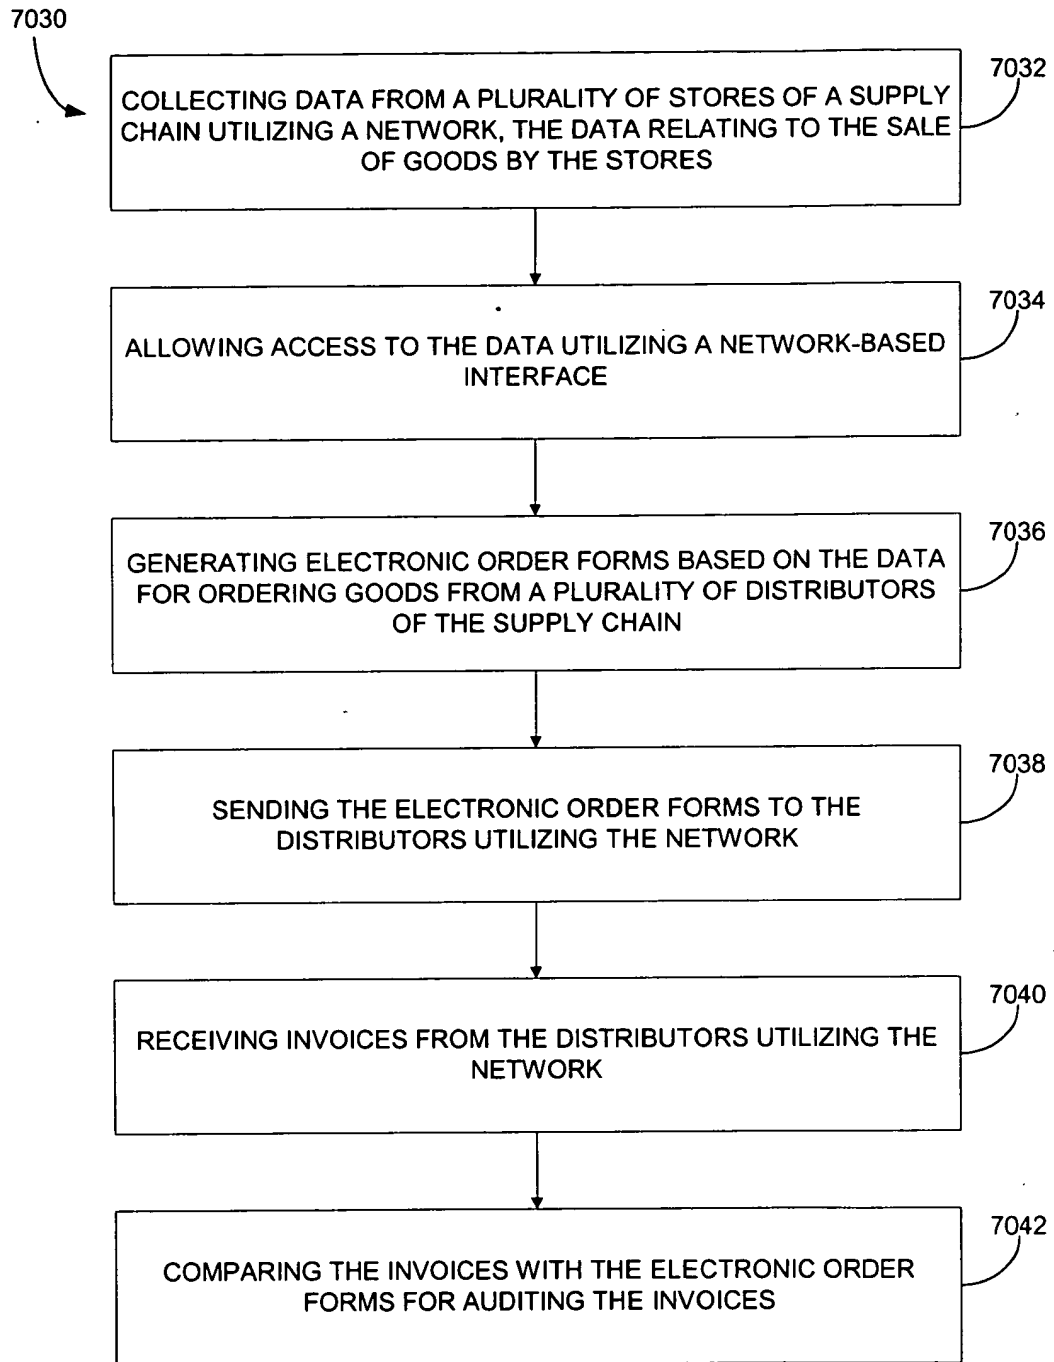 7030
7032
COLLECTING DATA FROM A PLURALITY OF STORES OF A SUPPLY
CHAIN UTILIZING A NETWORK, THE DATA RELATING TO THE SALE
OF GOODS BY THE STORES
7034
ALLOWING ACCESS TO THE DATA UTILIZING A NETWORK-BASED
INTERFACE
7036
GENERATING ELECTRONIC ORDER FORMS BASED ON THE DATA
FOR ORDERING GOODS FROM A PLURALITY OF DISTRIBUTORS
OF THE SUPPLY CHAIN
7038
SENDING THE ELECTRONIC ORDER FORMS TO THE
DISTRIBUTORS UTILIZING THE NETWORK
7040
RECEIVING INVOICES FROM THE DISTRIBUTORS UTILIZING THE
NETWORK
7042
COMPARING THE INVOICES WITH THE ELECTRONIC ORDER
FORMS FOR AUDITING THE INVOICES